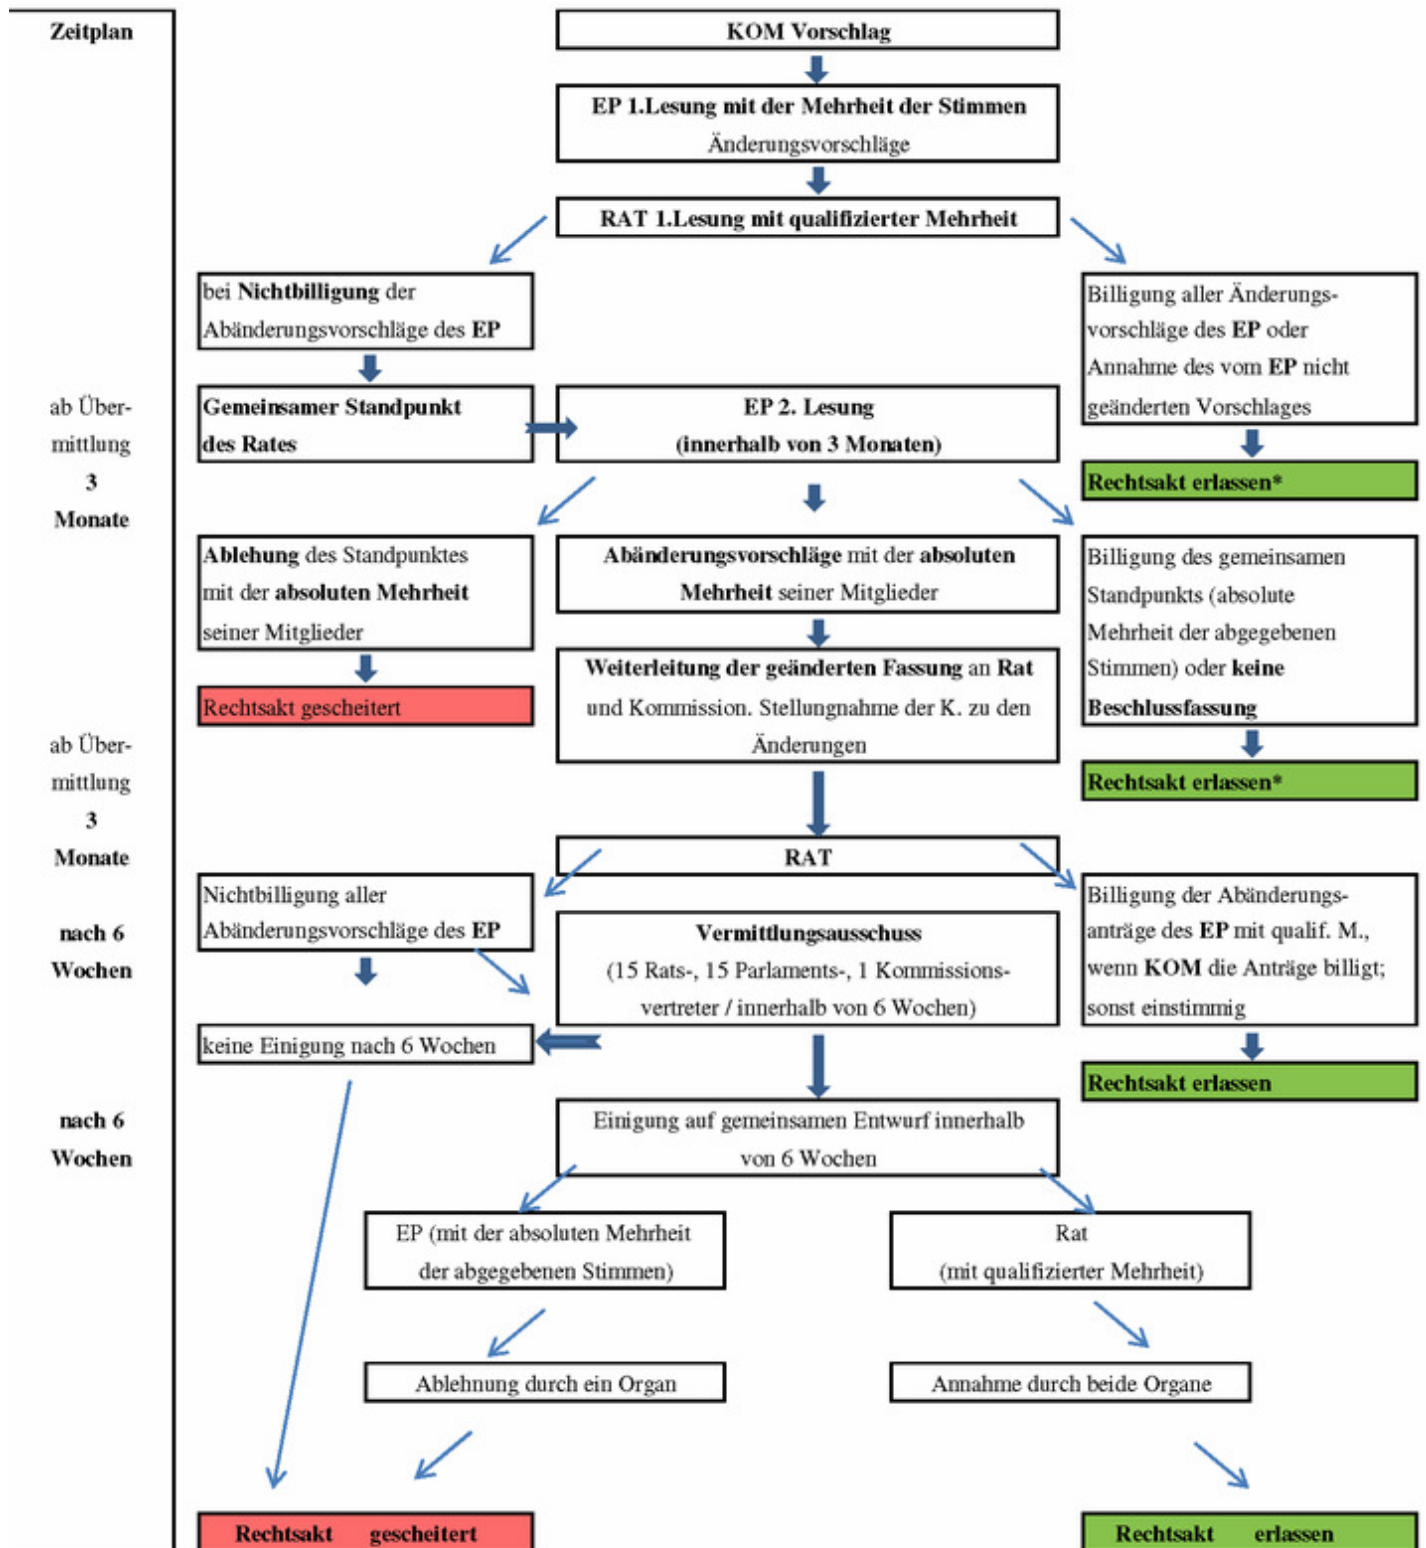 Zeitplan
KOM Vorschlag
EP 1.Lesung mit der Mehrheit der Stimmen
Änderungsvorschläge
RAT 1.Lesung mit qualifizierter Mehrheit
bei Nichtbilligung der
Abänderungsvorschläge des EP
Billigung aller Änderungs-
vorschläge des EP oder
Annahme des vom EP nicht
geänderten Vorschlages
ab Über-
mittlung
3
Monate
Gemeinsamer Standpunkt
des Rates
EP 2. Lesung
(innerhalb von 3 Monaten)
Rechtsakt erlassen*
Ablehung des Standpunktes
mit der absoluten Mehrheit
seiner Mitglieder
Abänderungsvorschläge mit der absoluten
Mehrheit seiner Mitglieder
Billigung des gemeinsamen
Standpunkts (absolute
Mehrheit der abgegebenen
Stimmen) oder keine
Beschlussfassung
Rechtsakt gescheitert
Weiterleitung der geänderten Fassung an Rat
und Kommission. Stellungnahme der K. zu den
Änderungen
Rechtsakt erlassen*
ab Über-
mittlung
3
Monate
RAT
Nichtbilligung aller
Abänderungsvorschläge des EP
Billigung der Abänderungs-
anträge des EP mit qualif. M.,
wenn KOM die Anträge billigt;
sonst einstimmig
nach 6
Wochen
Vermittlungsausschuss
(15 Rats-, 15 Parlaments-, 1 Kommissions-
vertreter / innerhalb von 6 Wochen)
keine Einigung nach 6 Wochen
Rechtsakt erlassen
nach 6
Wochen
Einigung auf gemeinsamen Entwurf innerhalb
von 6 Wochen
EP (mit der absoluten Mehrheit
der abgegebenen Stimmen)
Rat
(mit qualifizierter Mehrheit)
Ablehnung durch ein Organ
Annahme durch beide Organe
Rechtsakt gescheitert
Rechtsakt erlassen